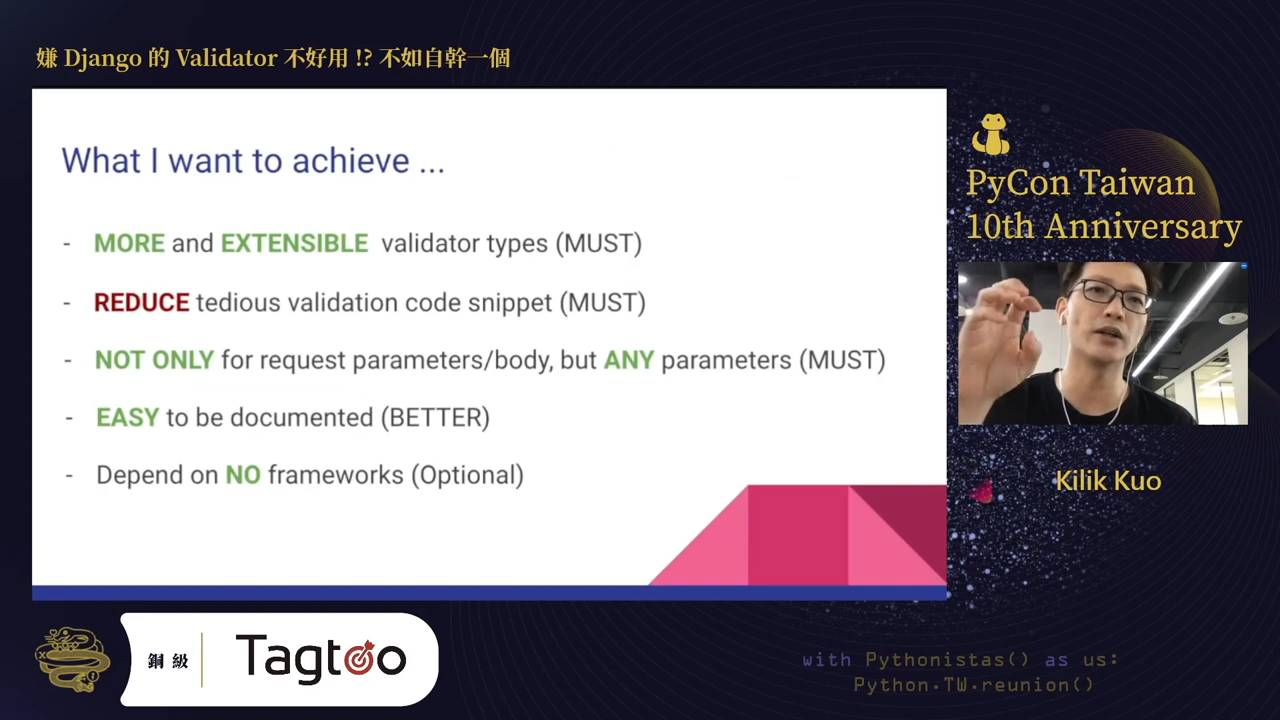 嫌 Django 的 Validator 不好用 !? 不如自幹一個
What I want to achieve ...
- MORE and EXTENSIBLE validator types (MUST)
- REDUCE tedious validation code snippet (MUST)
- NOT ONLY for request parameters/body, but ANY parameters (MUST)
- EASY to be documented (BETTER)
- Depend on NO frameworks (Optional)
PyCon Taiwan
10th Anniversary
Kilik Kuo
銅級
Tagtoo
with Pythonistas() as us:
Python.TW.reunion()